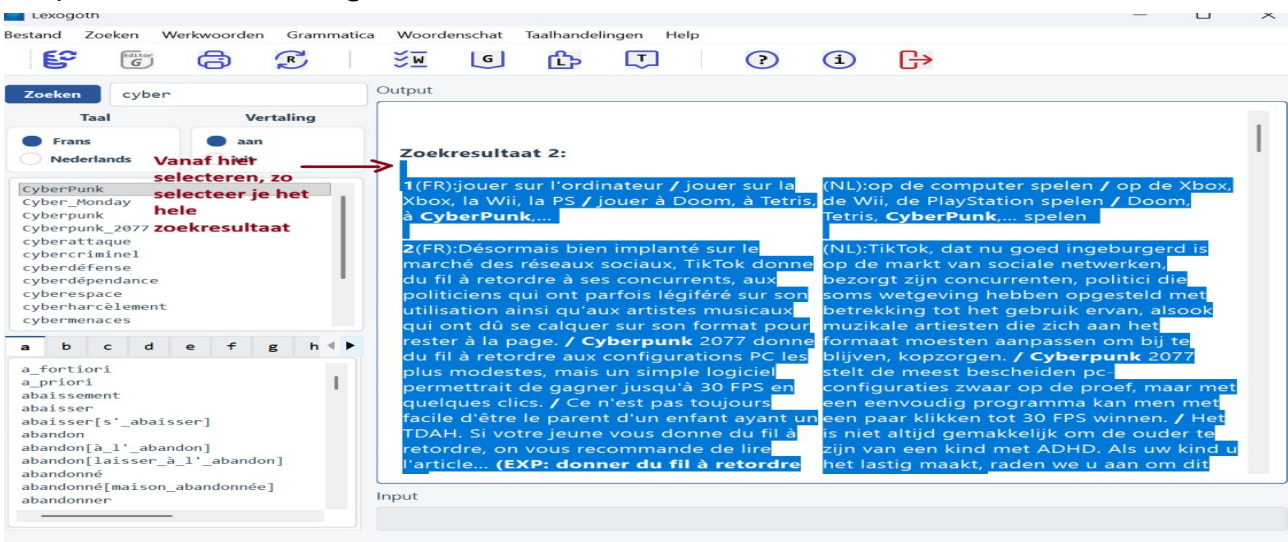 Lexogoth
Bestand Zoeken Werkwoorden Grammatica Woordenschat Taalhandelingen Help
Editor G R W G L T ? i
Zoeken cyber
Taal Vertaling
Frans aan
Nederlands
Vanaf hier
selecteren, zo
selecteer je het
hele
zoekresultaat
CyberPunk
Cyber_Monday
Cyberpunk
Cyberpunk_2077
cyberattaque
cybercriminel
cyberdéfense
cyberdépendance
cyberespace
cyberharcèlement
cybermenaces
a b c d e f g h
a_fortiori
a_priori
abaissement
abaisser
abaisser[s'_abaisser]
abandon
abandon[à_l'_abandon]
abandon[laisser_à_l'_abandon]
abandonné
abandonné[maison_abandonnée]
abandonner
Output
Zoekresultaat 2:
1(FR):jouer sur l'ordinateur / jouer sur la
Xbox, la Wii, la PS / jouer à Doom, à Tetris,
à CyberPunk,...
(NL):op de computer spelen / op de Xbox,
de Wii, de PlayStation spelen / Doom,
Tetris, CyberPunk,... spelen
2(FR):Désormais bien implanté sur le
marché des réseaux sociaux, TikTok donne
du fil à retordre à ses concurrents, aux
politiciens qui ont parfois légiféré sur son
utilisation ainsi qu'aux artistes musicaux
qui ont dû se calquer sur son format pour
rester à la page. / Cyberpunk 2077 donne
du fil à retordre aux configurations PC les
plus modestes, mais un simple logiciel
permettrait de gagner jusqu'à 30 FPS en
quelques clics. / Ce n'est pas toujours
facile d'être le parent d'un enfant ayant un
TDAH. Si votre jeune vous donne du fil à
retordre, on vous recommande de lire
l'article... (EXP: donner du fil à retordre
(NL):TikTok, dat nu goed ingeburgerd is
op de markt van sociale netwerken,
bezorgt zijn concurrenten, politici die
soms wetgeving hebben opgesteld met
betrekking tot het gebruik ervan, alsook
muzikale artiesten die zich aan het
formaat moesten aanpassen om bij te
blijven, kopzorgen. / Cyberpunk 2077
stelt de meest bescheiden pc-
configuraties zwaar op de proef, maar met
een eenvoudig programma kan men met
een paar klikken tot 30 FPS winnen. / Het
is niet altijd gemakkelijk om de ouder te
zijn van een kind met ADHD. Als uw kind u
het lastig maakt, raden we u aan om dit
Input